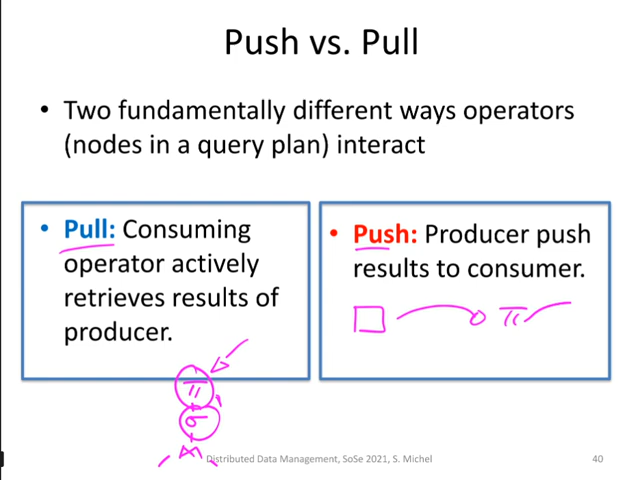 Push vs. Pull
• Two fundamentally different ways operators
(nodes in a query plan) interact
• Pull: Consuming
operator actively
retrieves results of
producer.
π
σ
⋈
• Push: Producer push
results to consumer.
π
Distributed Data Management, SoSe 2021, S. Michel
40